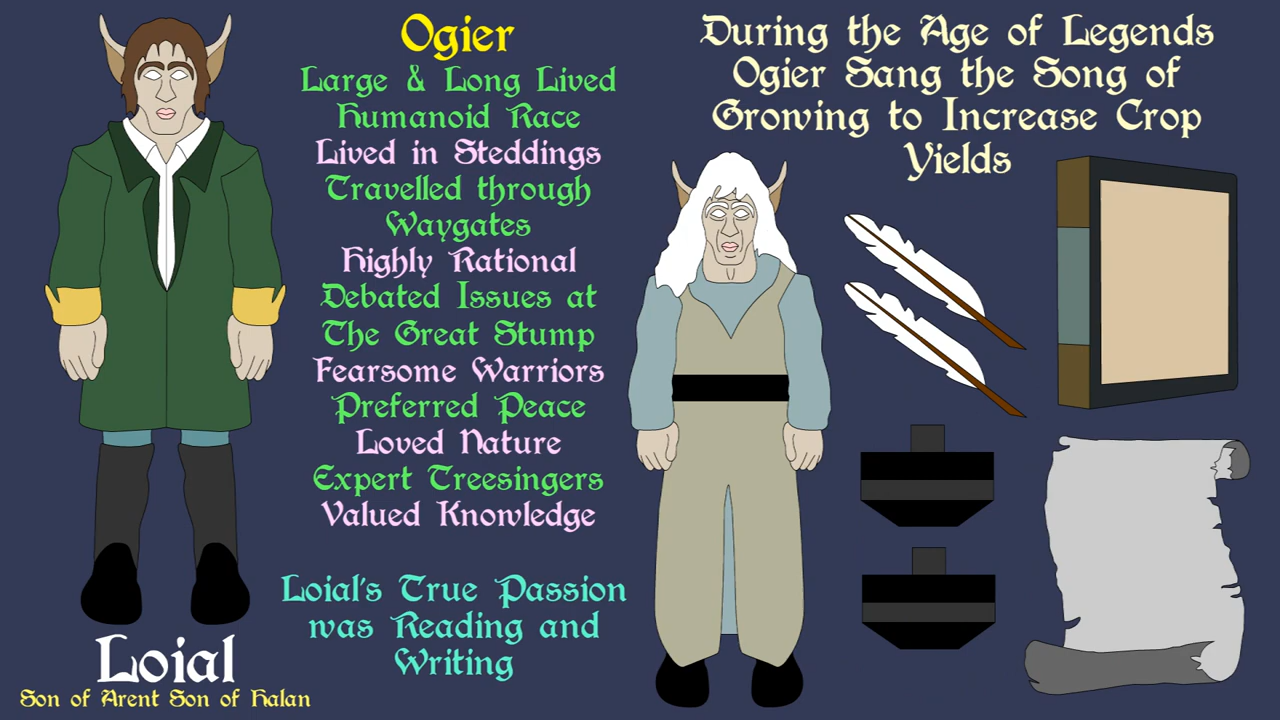 Ogier
Large & Long Lived
Humanoid Race
Lived in Steddings
Travelled through
Waygates
Highly Rational
Debated Issues at
The Great Stump
Fearsome Warriors
Preferred Peace
Loved Nature
Expert Treesingers
Valued Knowledge
Loial's True Passion
was Reading and
Writing
Loial
Son of Arent Son of Halan
During the Age of Legends
Ogier Sang the Song of
Growing to Increase Crop
Yields